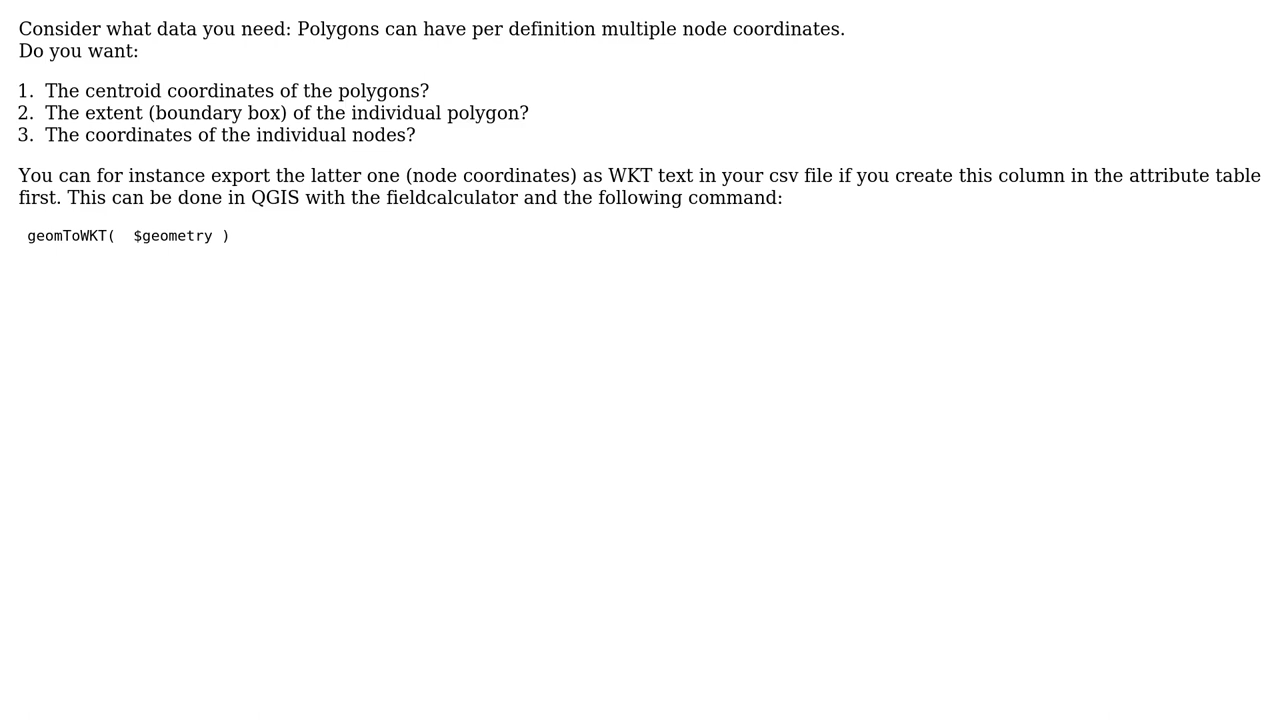 Consider what data you need: Polygons can have per definition multiple node coordinates.
Do you want:
1. The centroid coordinates of the polygons?
2. The extent (boundary box) of the individual polygon?
3. The coordinates of the individual nodes?
You can for instance export the latter one (node coordinates) as WKT text in your csv file if you create this column in the attribute table
first. This can be done in QGIS with the fieldcalculator and the following command:
geomToWKT(  $geometry )